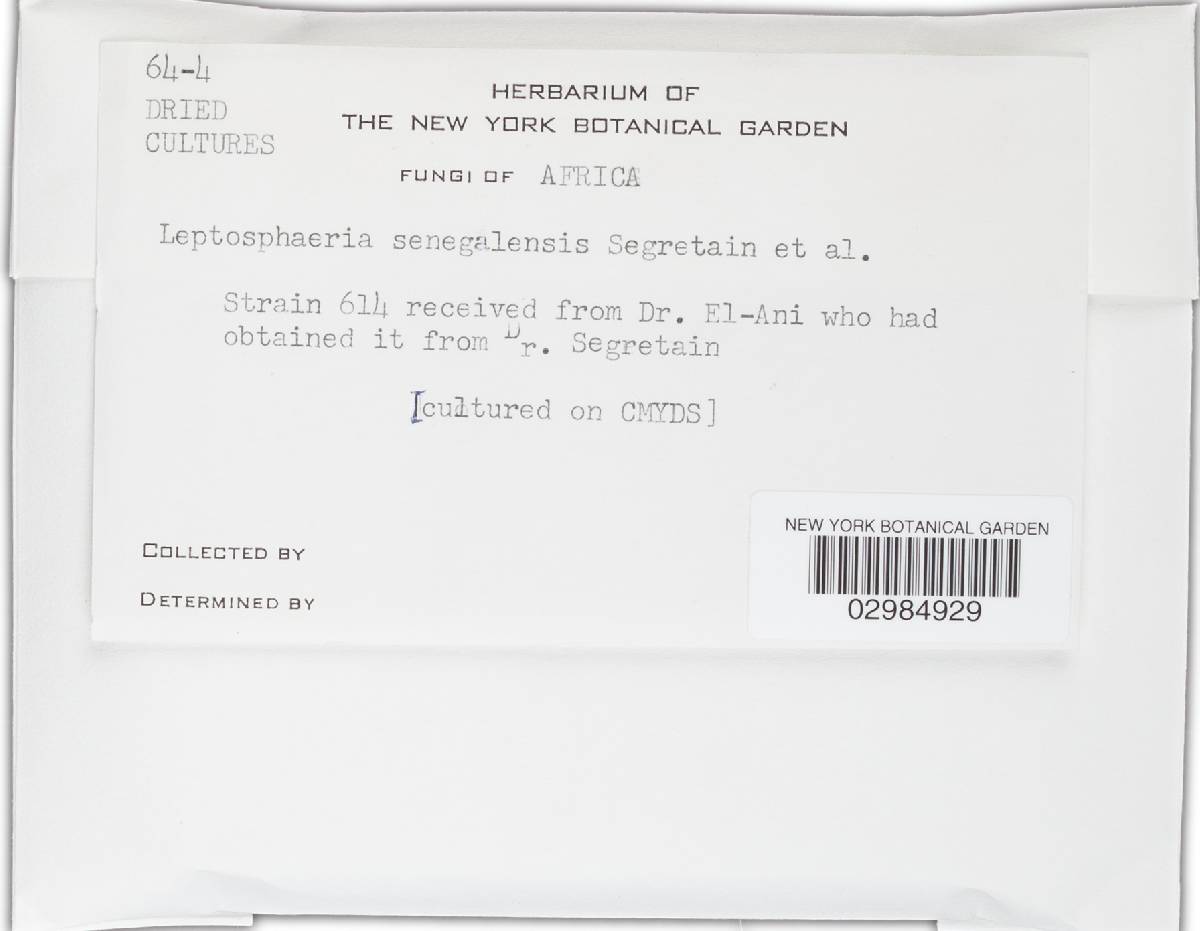 64-4
DRIED
CULTURES
HERBARIUM OF
THE NEW YORK BOTANICAL GARDEN
FUNGI OF AFRICA
Leptosphaeria senegalensis Segretain et al.
Strain 614 received from Dr. El-Ani who had
obtained it from Dr. Segretain
[cultured on CMYDS]
COLLECTED BY
DETERMINED BY
NEW YORK BOTANICAL GARDEN
02984929